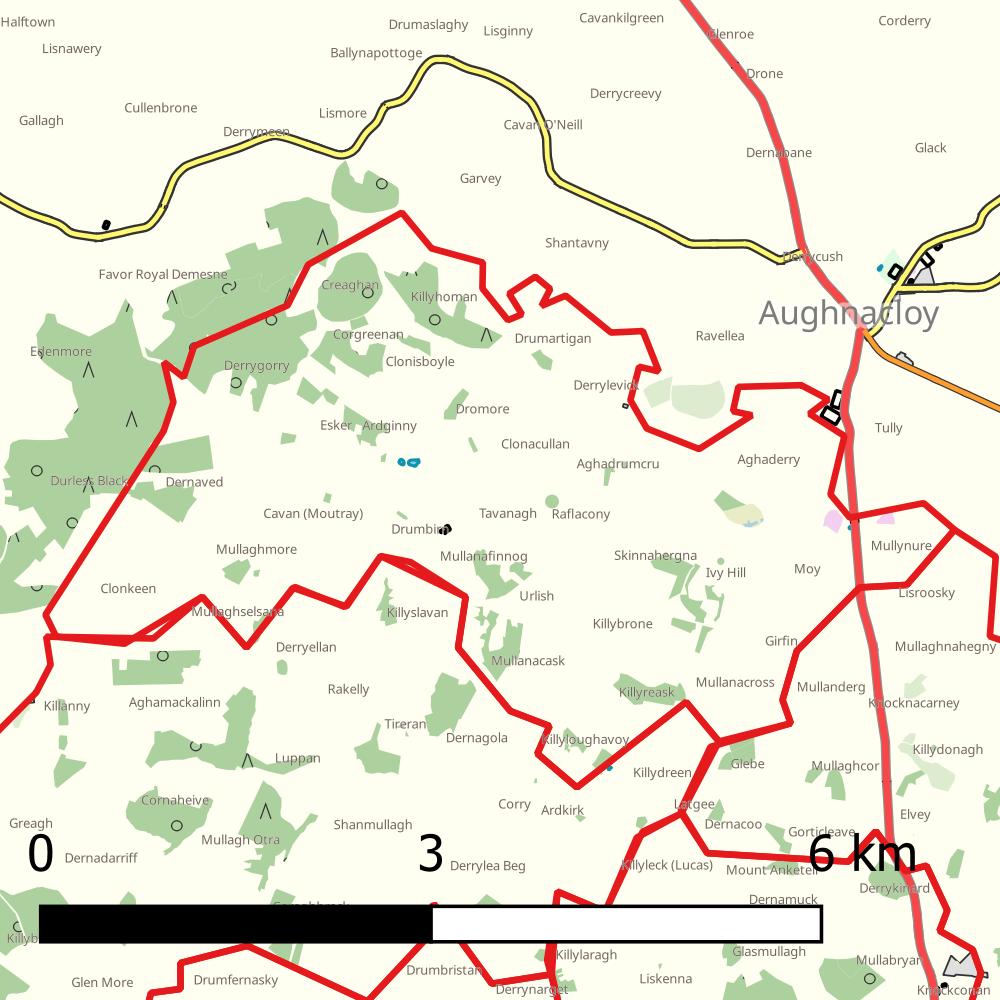 Halftown
Drumaslaghy
Cavankilgreen
Corderry
Lisginny
Glenroe
Lisnawery
Ballynapottoge
Drone
Derrycreevy
Cullenbrone
Lismore
Gallagh
Derrymeen
Cavan O'Neill
Glack
Dernabane
Garvey
Shantavny
Derrycush
Favor Royal Demesne
Creaghan
Killyhoman
Aughnacloy
Corgreenan
Drumartigan
Ravellea
Edenmore
Derrygorry
Clonisboyle
Derrylevick
Dromore
Esker
Ardginny
Tully
Clonacullan
Aghadrumcru
Aghaderry
Durless Black
Dernaved
Cavan (Moutray)
Tavanagh
Raflacony
Drumbin
Mullaghmore
Mullanafinnog
Skinnahergna
Mullynure
Ivy Hill
Moy
Clonkeen
Urlish
Lisroosky
Mullaghselsana
Killyslavan
Killybrone
Derryellan
Girfin
Mullaghnahegny
Mullanacask
Rakelly
Killyreask
Mullanacross
Mullanderg
Killanny
Aghamackalinn
Knocknacarney
Tireran
Dernagola
Killyloughavoy
Killydonagh
Luppan
Killydreen
Glebe
Mullaghcor
Cornaheive
Corry
Ardkirk
Latgee
Elvey
Greagh
Shanmullagh
Dernacoo
Gorticleave
Mullagh Otra
0
3
6 km
Dernadarriff
Derrylea Beg
Killyleck (Lucas)
Mount Anketell
Derrykinard
Dernamuck
Glasmullagh
Killylaragh
Mullabryan
Glen More
Drumfernasky
Drumbristan
Liskenna
Derrynarget
Knockconan